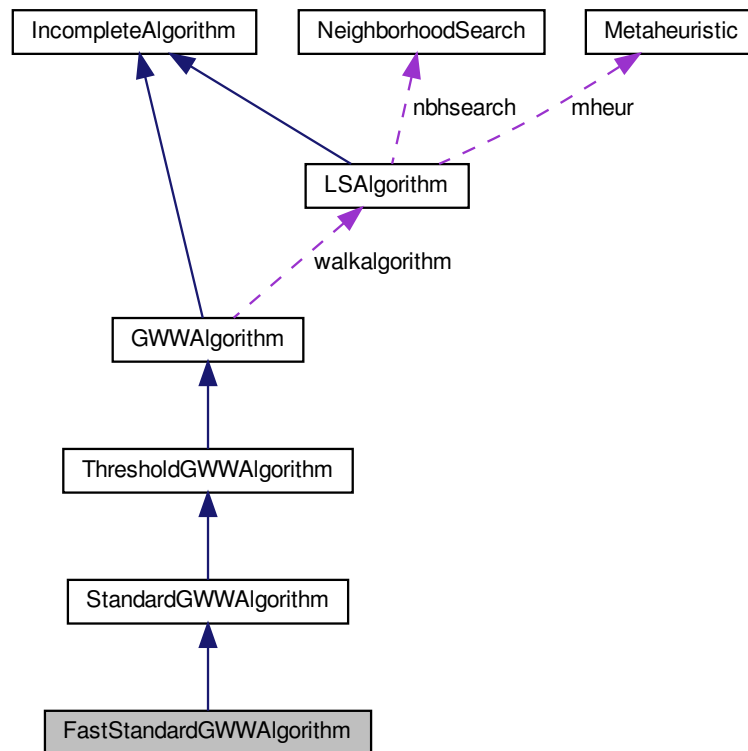 IncompleteAlgorithm
NeighborhoodSearch
Metaheuristic
nbhsearch
mheur
LSAlgorithm
walkalgorithm
GWWAlgorithm
ThresholdGWWAlgorithm
StandardGWWAlgorithm
FastStandardGWWAlgorithm